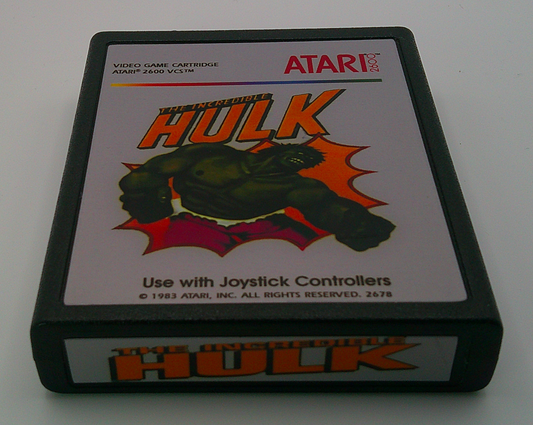 VIDEO GAME CARTRIDGE
ATARI® 2600 VCS™
ATARI 2600
THE INCREDIBLE
HULK
Use with Joystick Controllers
© 1983 ATARI, INC. ALL RIGHTS RESERVED. 2678
THE INCREDIBLE
HULK